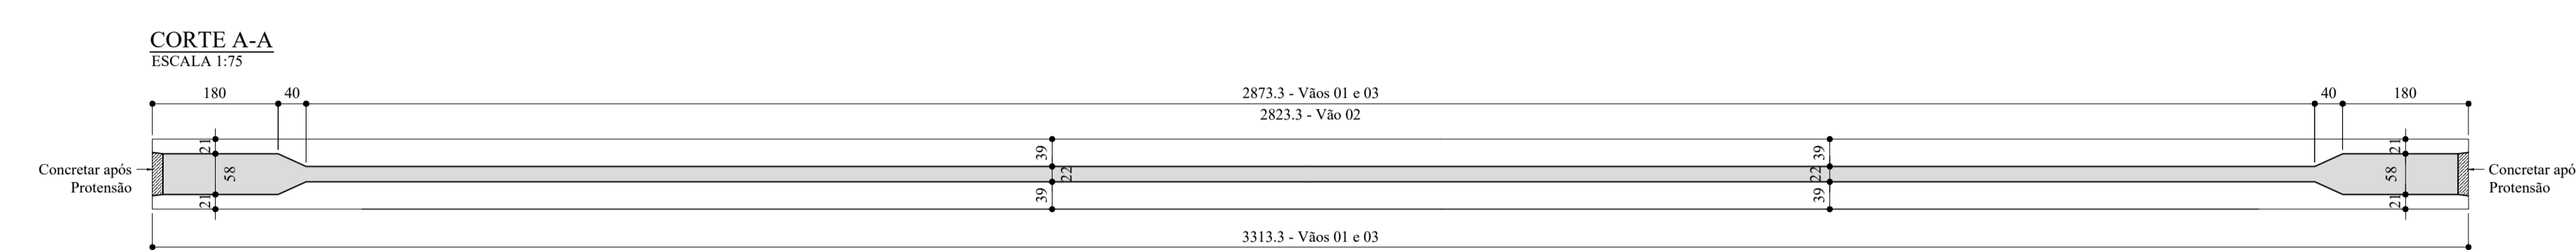 CORTE A-A
ESCALA 1:75
180
40
2873.3 - Vãos 01 e 03
2823.3 - Vão 02
40
180
21
58
21
39
22
39
39
22
39
21
58
21
Concretar após
Protensão
Concretar apó
Protensão
3313.3 - Vãos 01 e 03